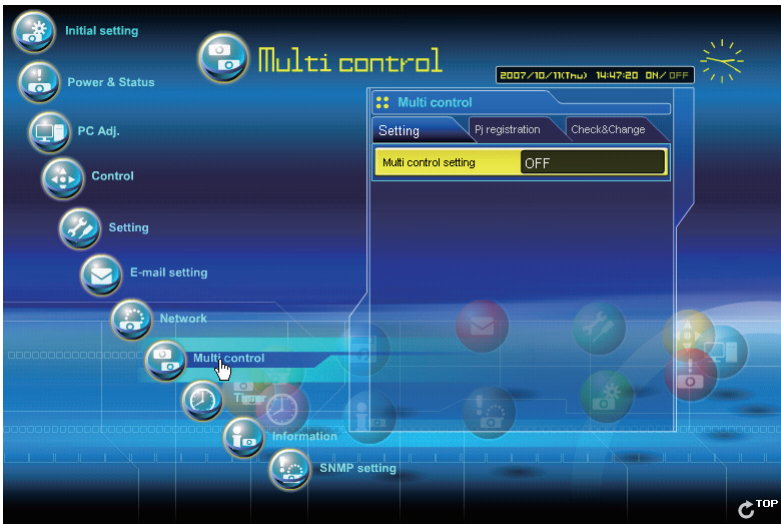 Initial setting
Power & Status
PC Adj.
Control
Setting
E-mail setting
Network
Multi control
Information
SNMP setting
Multi control
2007/10/11(Thu) 14:47:20 ON/OFF
Multi control
Setting
Pj registration
Check&Change
Multi control setting
OFF
TOP